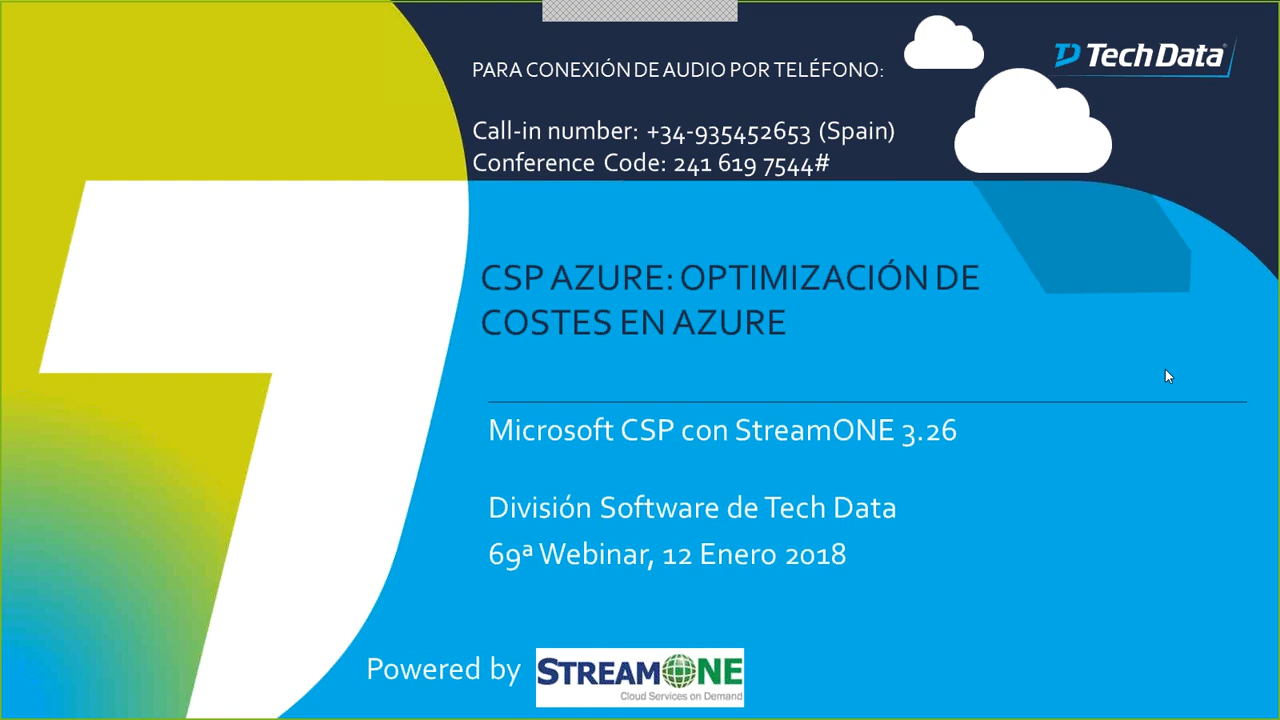 PARA CONEXIÓN DE AUDIO POR TELÉFONO:
TechData
Call-in number: +34-935452653 (Spain)
Conference Code: 241 619 7544#
CSP AZURE: OPTIMIZACIÓN DE
COSTES EN AZURE
Microsoft CSP con StreamONE 3.26
División Software de Tech Data
69ª Webinar, 12 Enero 2018
Powered by STREAMONE
Cloud Services on Demand